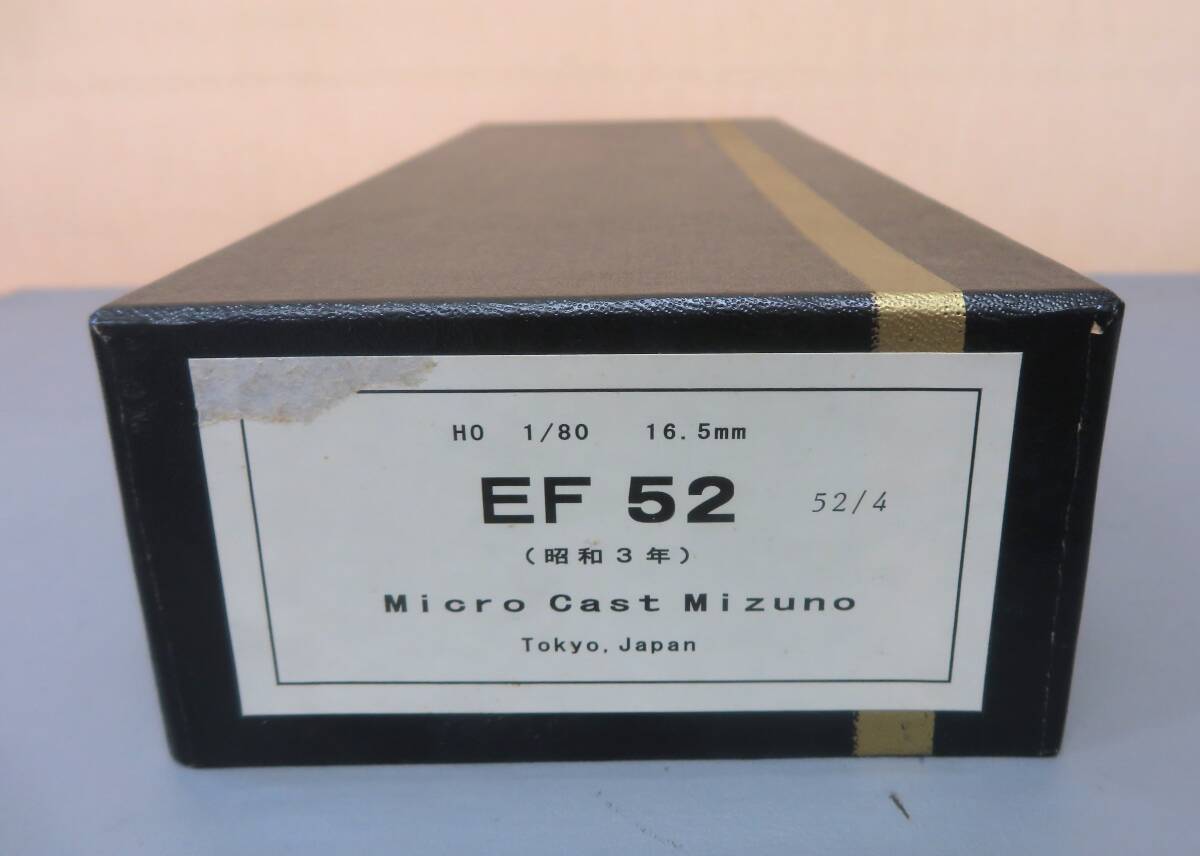 HO 1/80 16.5mm
EF 52 52/4
(昭和3年)
Micro Cast Mizuno
Tokyo, Japan